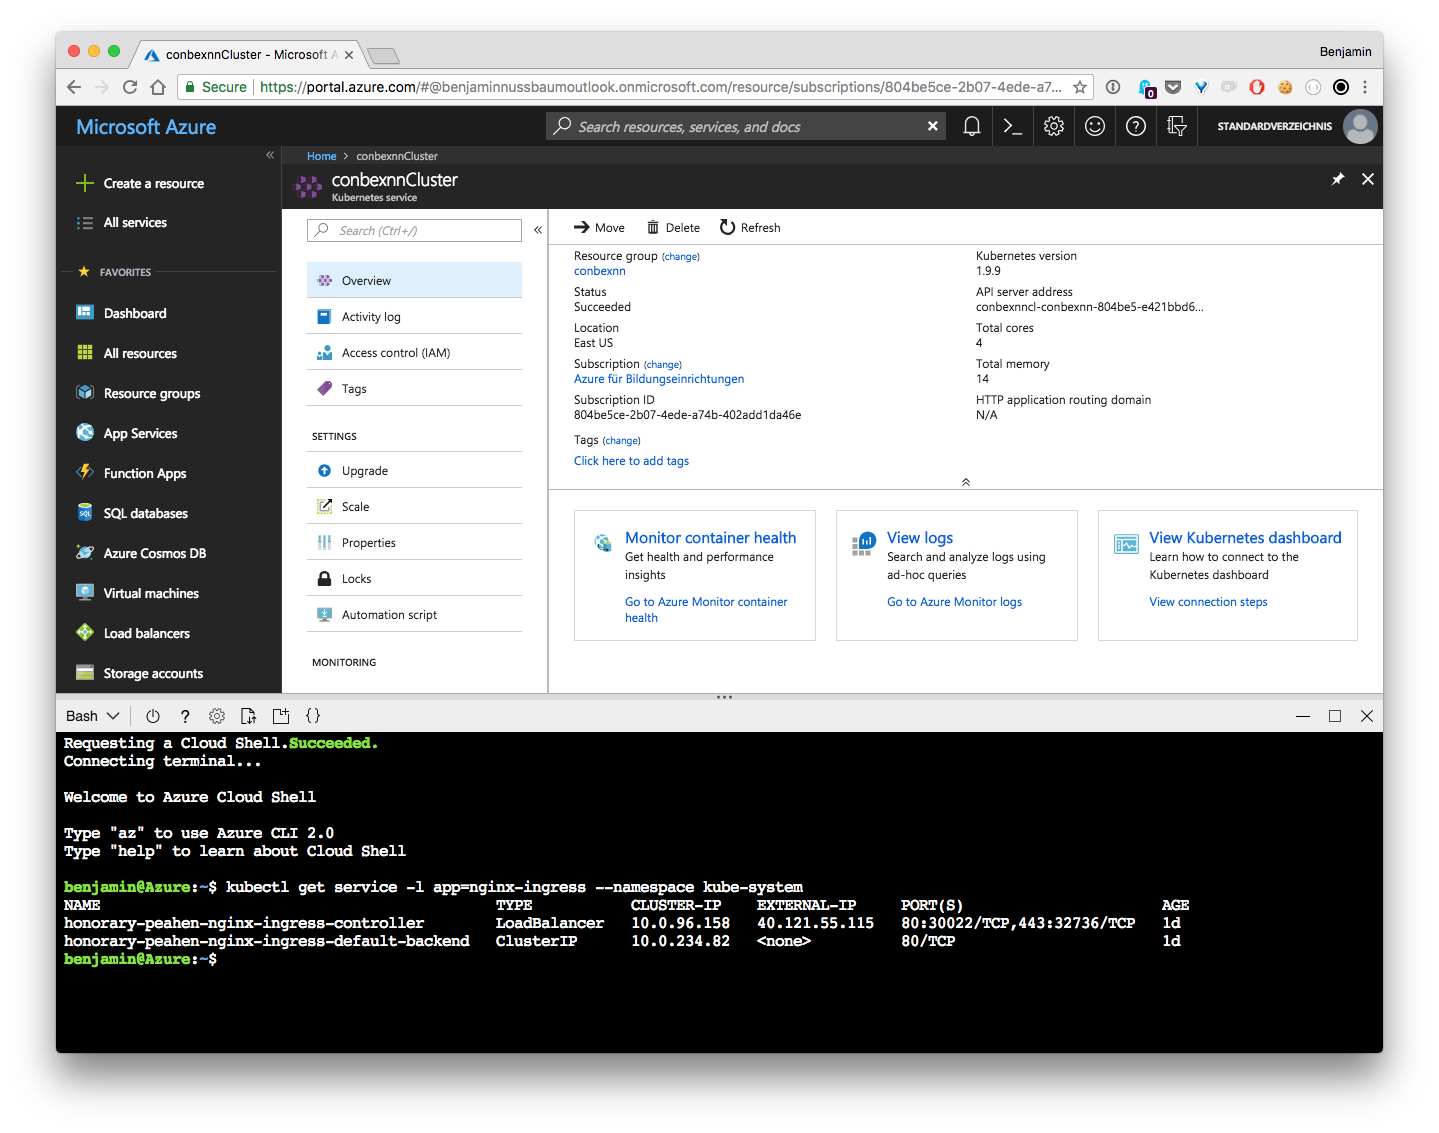 conbexnnCluster - Microsoft A
Benjamin
Secure
https://portal.azure.com/#@benjaminnussbaumoutlook.onmicrosoft.com/resource/subscriptions/804be5ce-2b07-4ede-a7...
0
Microsoft Azure
Search resources, services, and docs
STANDARDVERZEICHNIS
Create a resource
All services
FAVORITES
Dashboard
All resources
Resource groups
App Services
Function Apps
SQL databases
Azure Cosmos DB
Virtual machines
Load balancers
Storage accounts
Home > conbexnnCluster
conbexnnCluster
Kubernetes service
Search (Ctrl+/)
Overview
Activity log
Access control (IAM)
Tags
SETTINGS
Upgrade
Scale
Properties
Locks
Automation script
MONITORING
Move
Delete
Refresh
Resource group (change)
conbexnn
Status
Succeeded
Location
East US
Subscription (change)
Azure für Bildungseinrichtungen
Subscription ID
804be5ce-2b07-4ede-a74b-402add1da46e
Tags (change)
Click here to add tags
Kubernetes version
1.9.9
API server address
conbexnncl-conbexnn-804be5-e421bbd6...
Total cores
4
Total memory
14
HTTP application routing domain
N/A
Monitor container health
Get health and performance
insights
Go to Azure Monitor container
health
View logs
Search and analyze logs using
ad-hoc queries
Go to Azure Monitor logs
View Kubernetes dashboard
Learn how to connect to the
Kubernetes dashboard
View connection steps
Bash
Requesting a Cloud Shell.Succeeded.
Connecting terminal...
Welcome to Azure Cloud Shell
Type "az" to use Azure CLI 2.0
Type "help" to learn about Cloud Shell
benjamin@Azure:~$ kubectl get service -l app=nginx-ingress --namespace kube-system
NAME TYPE CLUSTER-IP EXTERNAL-IP PORT(S) AGE
honorary-peahen-nginx-ingress-controller LoadBalancer 10.0.96.158 40.121.55.115 80:30022/TCP,443:32736/TCP 1d
honorary-peahen-nginx-ingress-default-backend ClusterIP 10.0.234.82 <none> 80/TCP 1d
benjamin@Azure:~$